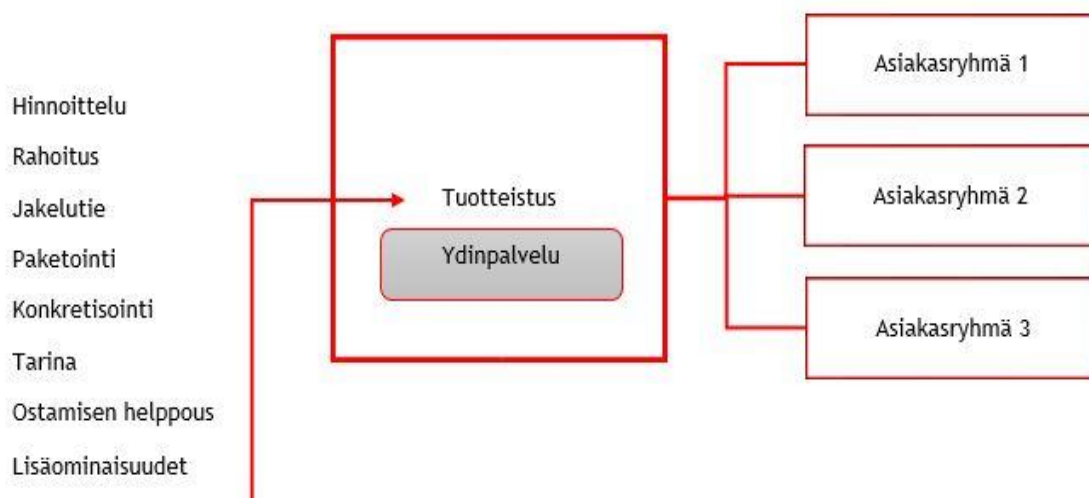 Hinnoittelu
Rahoitus
Jakelutie
Paketointi
Konkretisointi
Tarina
Ostamisen helppous
Lisäominaisuudet
Tuotteistus
Ydinpalvelu
Asiakasryhmä 1
Asiakasryhmä 2
Asiakasryhmä 3